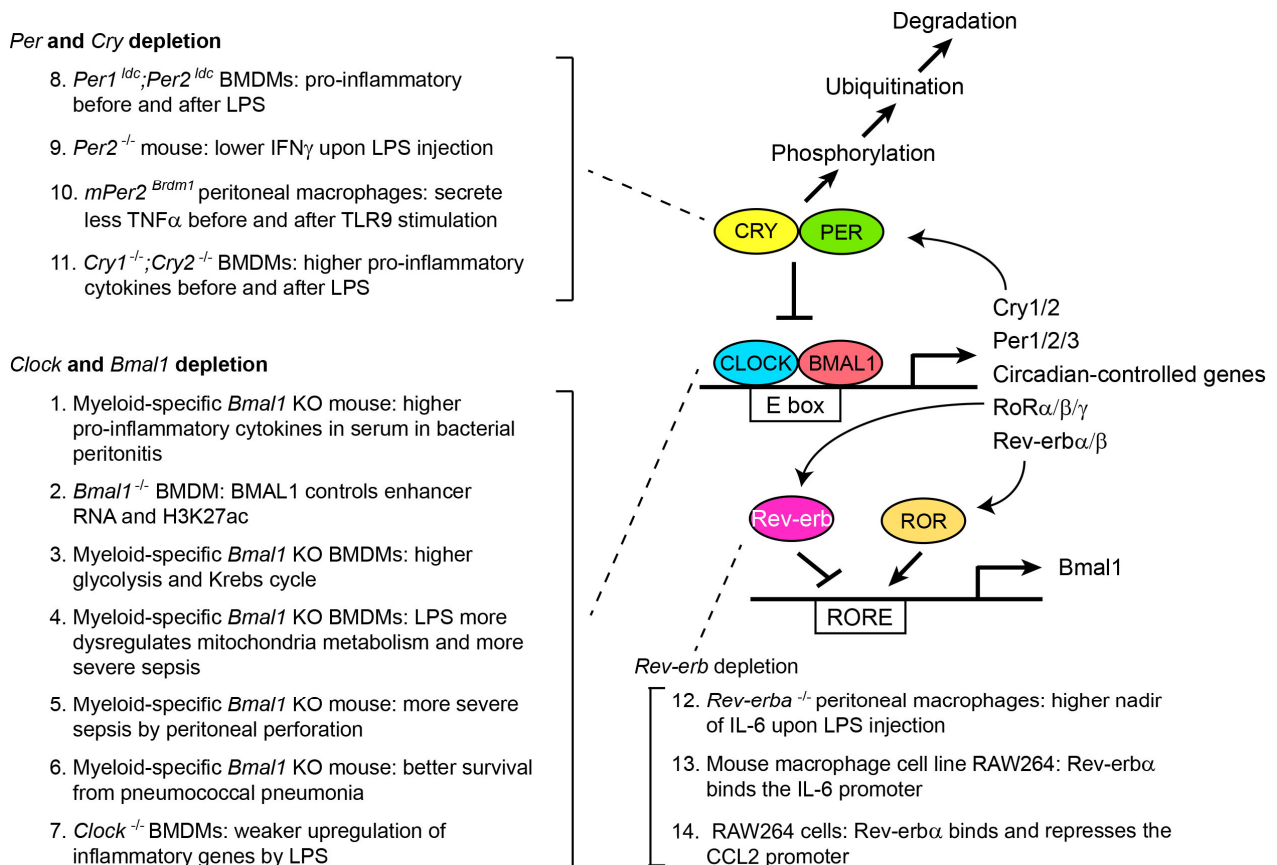 Per and Cry depletion
8. Per1 ldc;Per2 ldc BMDMs: pro-inflammatory
before and after LPS
9. Per2 -/- mouse: lower IFNγ upon LPS injection
10. mPer2 Brdm1 peritoneal macrophages: secrete
less TNFα before and after TLR9 stimulation
11. Cry1 -/-;Cry2 -/- BMDMs: higher pro-inflammatory
cytokines before and after LPS
Clock and Bmal1 depletion
1. Myeloid-specific Bmal1 KO mouse: higher
pro-inflammatory cytokines in serum in bacterial
peritonitis
2. Bmal1 -/- BMDM: BMAL1 controls enhancer
RNA and H3K27ac
3. Myeloid-specific Bmal1 KO BMDMs: higher
glycolysis and Krebs cycle
4. Myeloid-specific Bmal1 KO BMDMs: LPS more
dysregulates mitochondria metabolism and more
severe sepsis
5. Myeloid-specific Bmal1 KO mouse: more severe
sepsis by peritoneal perforation
6. Myeloid-specific Bmal1 KO mouse: better survival
from pneumococcal pneumonia
7. Clock -/- BMDMs: weaker upregulation of
inflammatory genes by LPS
Degradation
Ubiquitination
Phosphorylation
CRY PER
CLOCK BMAL1
E box
Cry1/2
Per1/2/3
Circadian-controlled genes
RoRα/β/γ
Rev-erbα/β
Rev-erb ROR
Bmal1
RORE
Rev-erb depletion
12. Rev-erba -/- peritoneal macrophages: higher nadir
of IL-6 upon LPS injection
13. Mouse macrophage cell line RAW264: Rev-erbα
binds the IL-6 promoter
14. RAW264 cells: Rev-erbα binds and represses the
CCL2 promoter